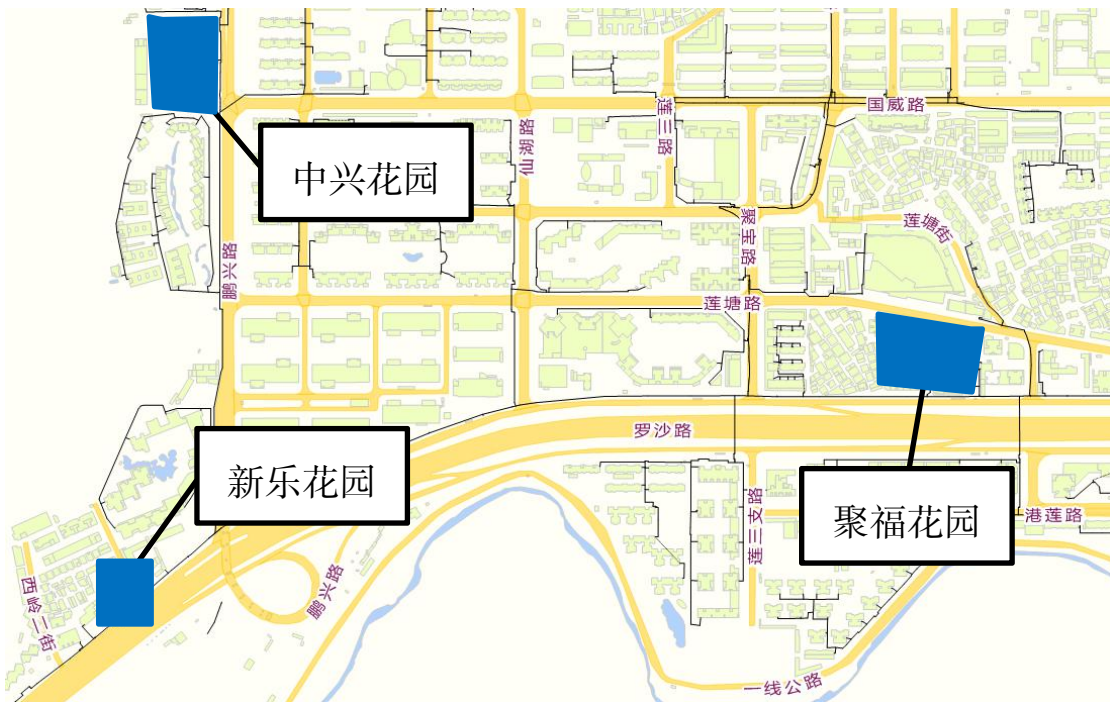 国威路
莲三路
仙湖路
中兴花园
聚宝路
莲塘街
鹏兴路
莲塘路
罗沙路
新乐花园
聚福花园
莲三支路
港莲路
鹏兴路
西岭二街
一线公路